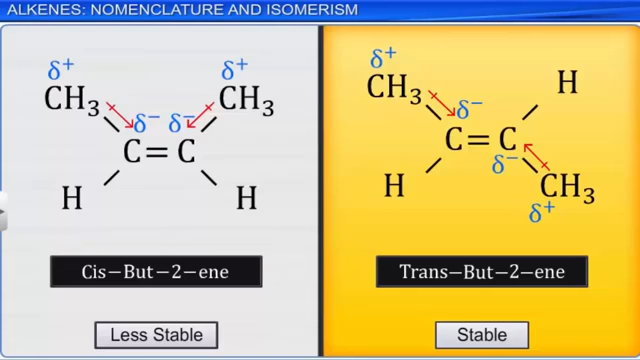 ALKENES: NOMENCLATURE AND ISOMERISM
δ⁺ δ⁺
CH₃ CH₃
δ⁻ δ⁻
C = C
H H
Cis−But−2−ene
Less Stable
δ⁺ H
CH₃
δ⁻
C = C
δ⁻
H CH₃
δ⁺
Trans−But−2−ene
Stable